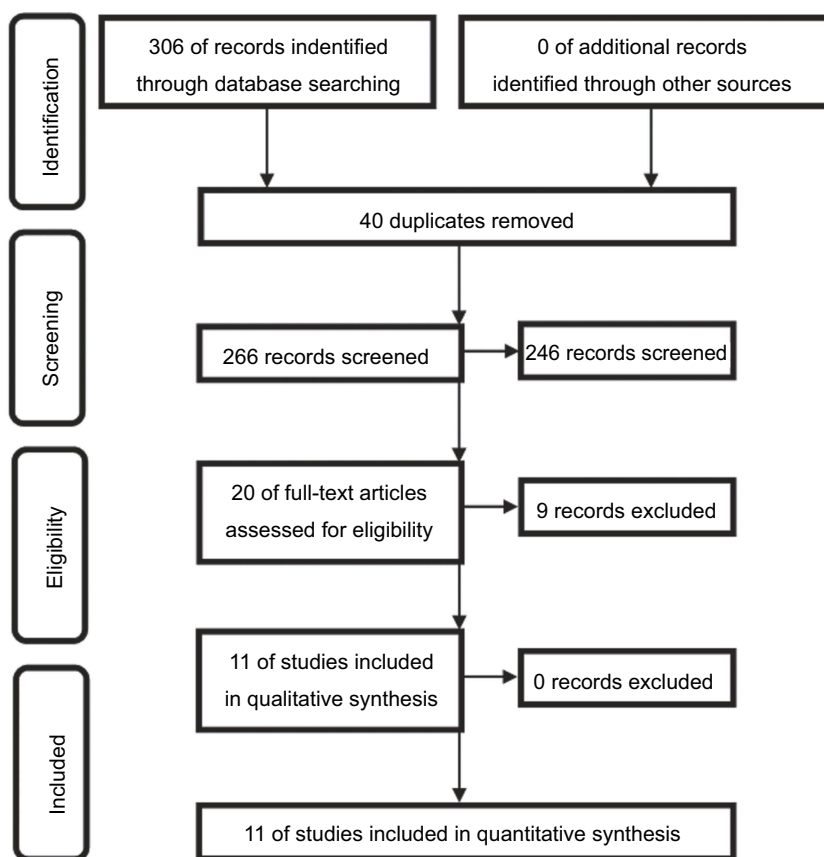 Identification
306 of records indentified
through database searching
0 of additional records
identified through other sources
40 duplicates removed
Screening
266 records screened
246 records screened
Eligibility
20 of full-text articles
assessed for eligibility
9 records excluded
Included
11 of studies included
in qualitative synthesis
0 records excluded
11 of studies included in quantitative synthesis